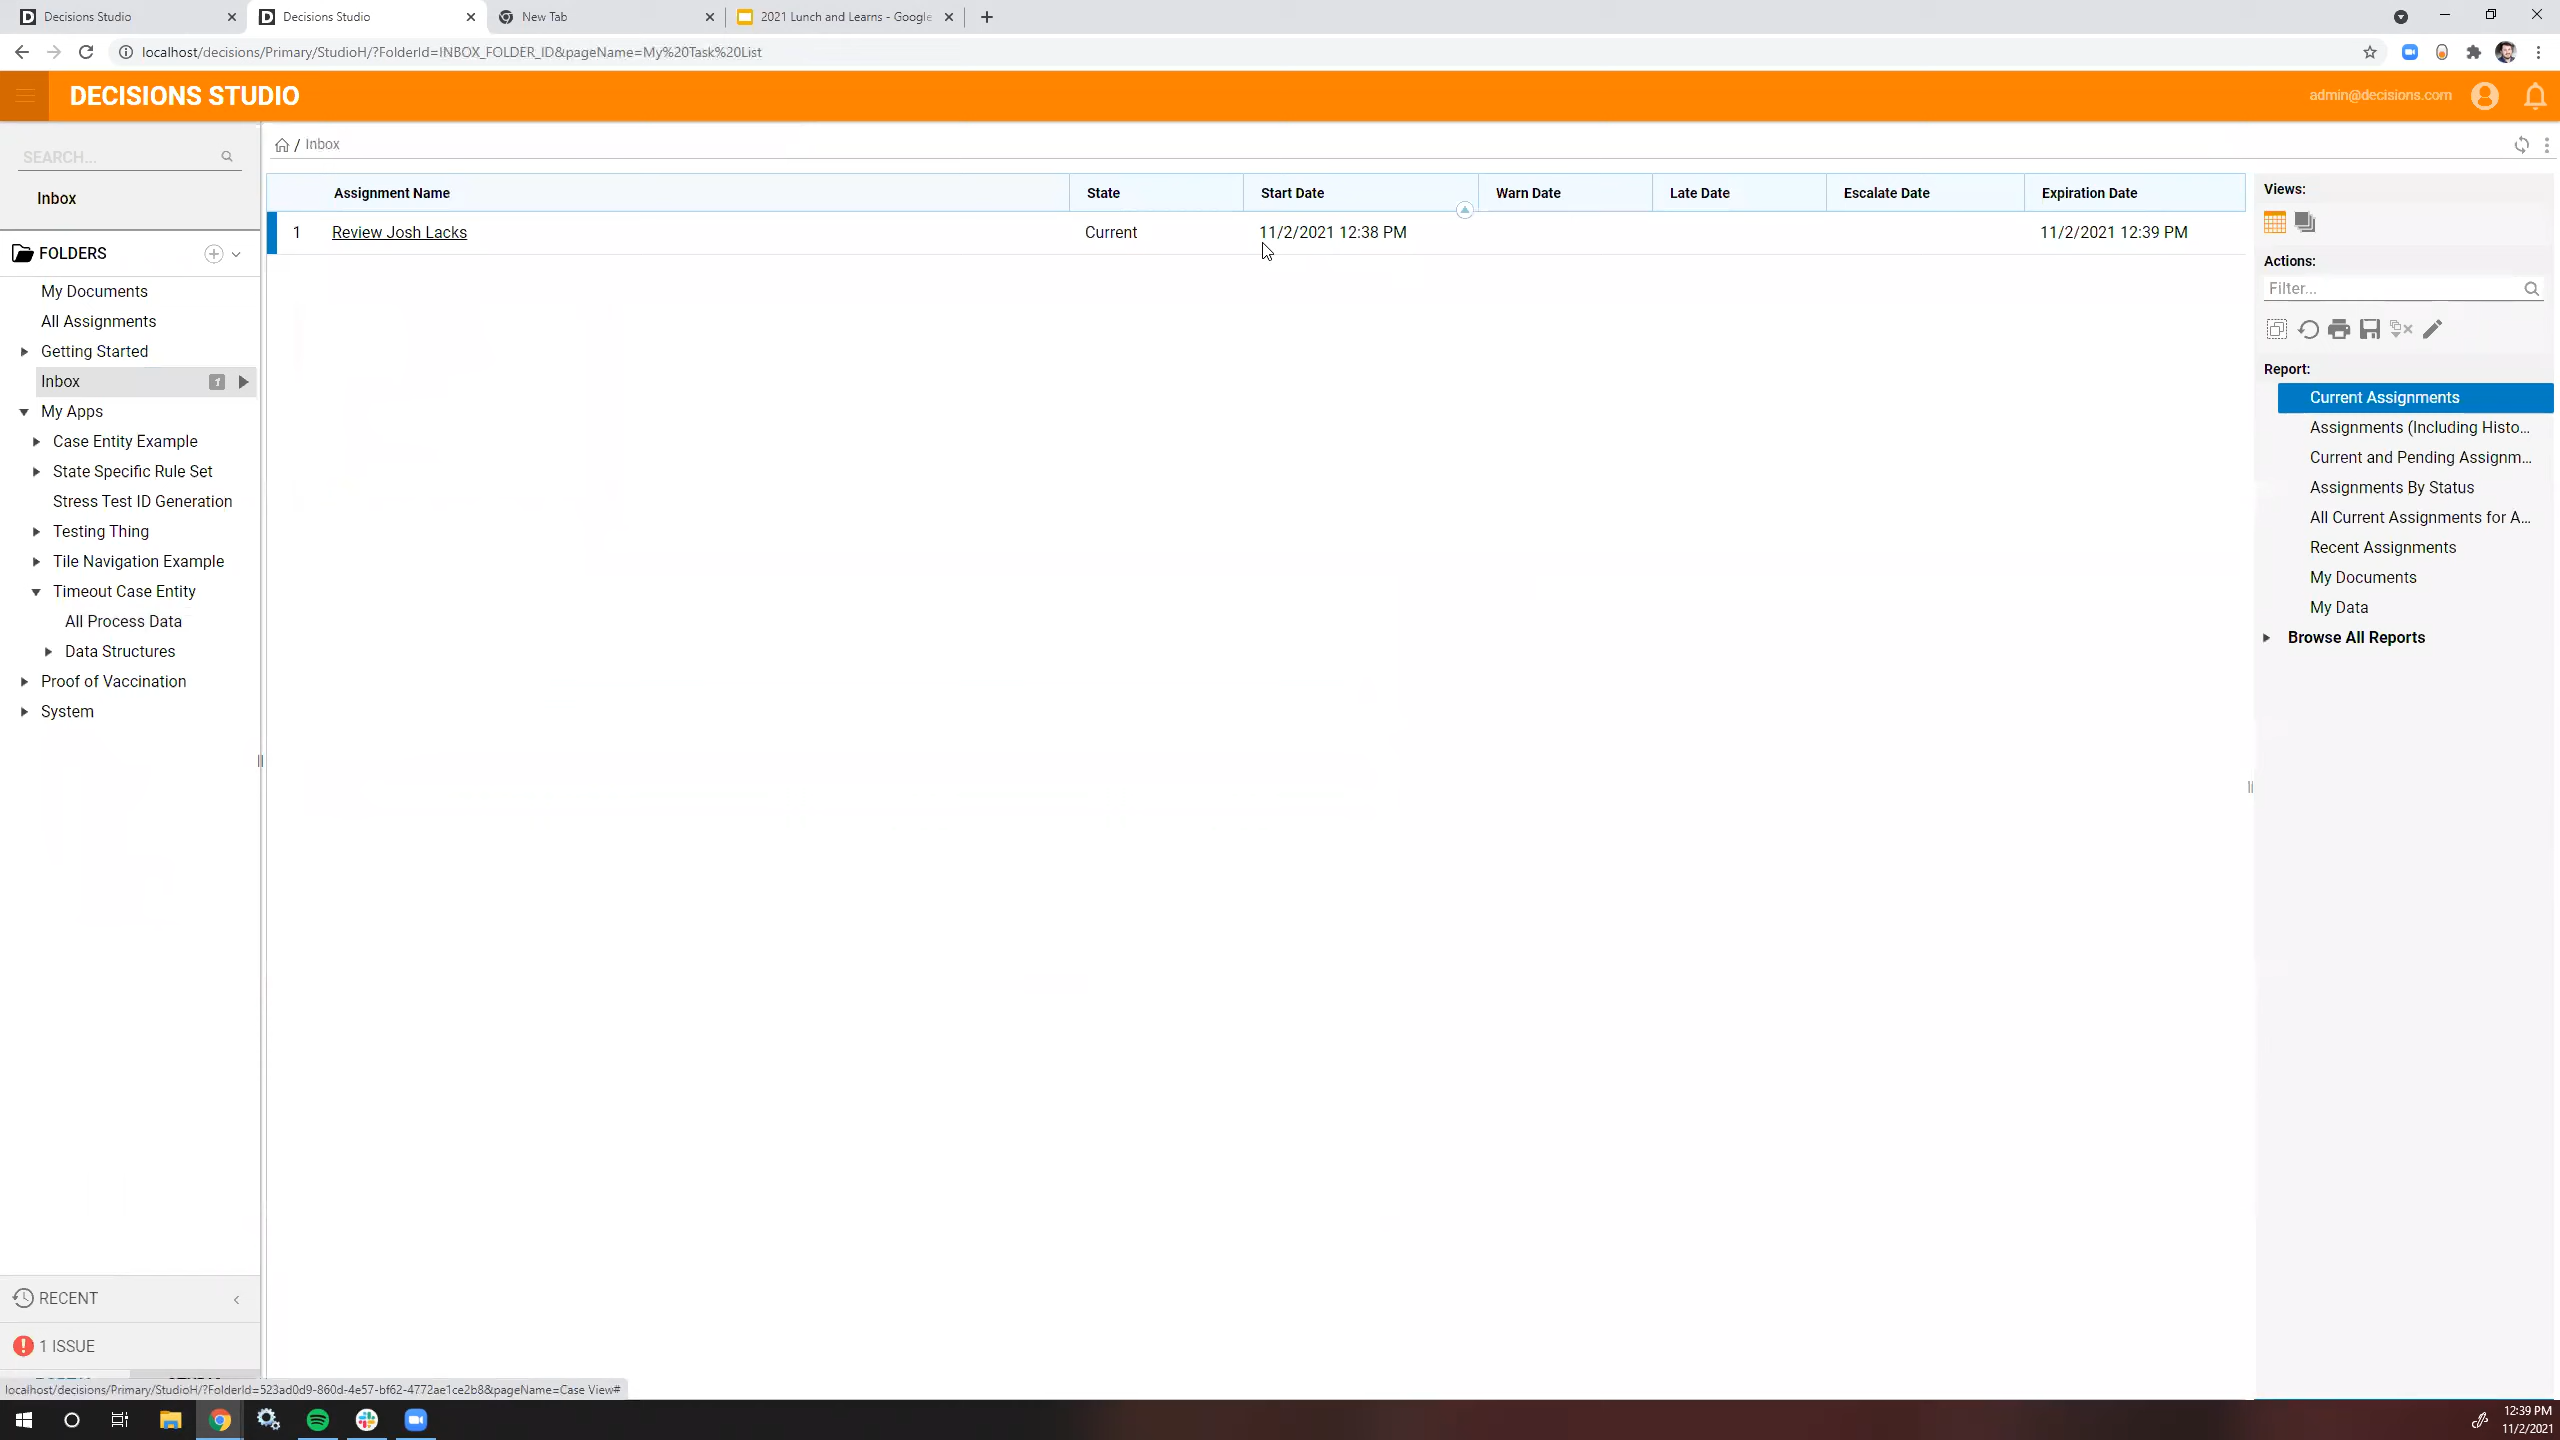 Decisions Studio
Decisions Studio
New Tab
2021 Lunch and Learns - Google
localhost/decisions/Primary/StudioH/?FolderId=INBOX_FOLDER_ID&pageName=My%20Task%20List
DECISIONS STUDIO
admin@decisions.com
SEARCH...
Inbox
FOLDERS
My Documents
All Assignments
Getting Started
Inbox 1
My Apps
Case Entity Example
State Specific Rule Set
Stress Test ID Generation
Testing Thing
Tile Navigation Example
Timeout Case Entity
All Process Data
Data Structures
Proof of Vaccination
System
RECENT
1 ISSUE
/ Inbox
Assignment Name State Start Date Warn Date Late Date Escalate Date Expiration Date
1 Review Josh Lacks Current 11/2/2021 12:38 PM 11/2/2021 12:39 PM
Views:
Actions:
Filter...
Report:
Current Assignments
Assignments (Including Histo...
Current and Pending Assignm...
Assignments By Status
All Current Assignments for A...
Recent Assignments
My Documents
My Data
Browse All Reports
localhost/decisions/Primary/StudioH/?FolderId=523ad0d9-860d-4e57-bf62-4772ae1ce2b8&pageName=Case View#
12:39 PM
11/2/2021